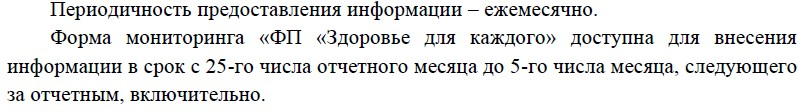 Периодичность предоставления информации – ежемесячно.
Форма мониторинга «ФП «Здоровье для каждого» доступна для внесения
информации в срок с 25-го числа отчетного месяца до 5-го числа месяца, следующего
за отчетным, включительно.